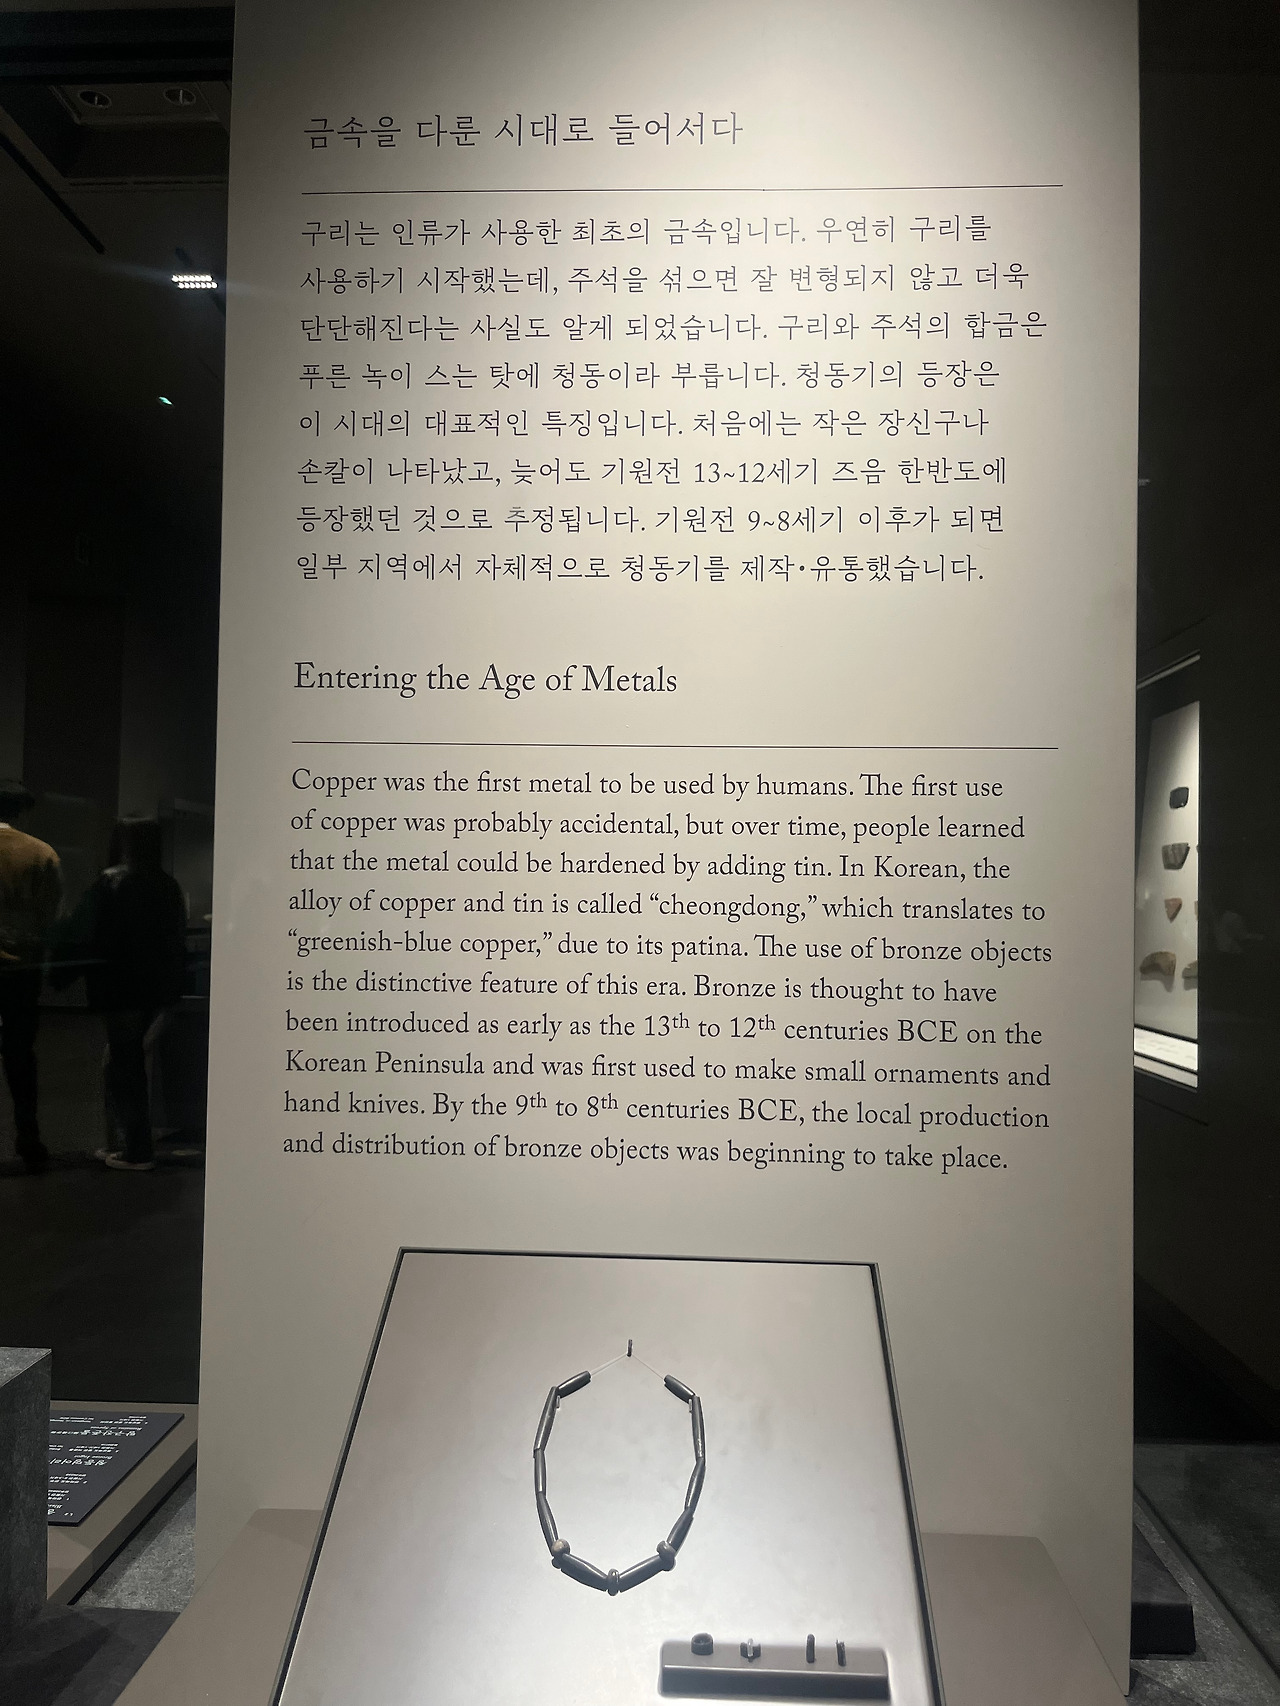 금속을 다룬 시대로 들어서다
구리는 인류가 사용한 최초의 금속입니다. 우연히 구리를
사용하기 시작했는데, 주석을 섞으면 잘 변형되지 않고 더욱
단단해진다는 사실도 알게 되었습니다. 구리와 주석의 합금은
푸른 녹이 스는 탓에 청동이라 부릅니다. 청동기의 등장은
이 시대의 대표적인 특징입니다. 처음에는 작은 장신구나
손칼이 나타났고, 늦어도 기원전 13~12세기 즈음 한반도에
등장했던 것으로 추정됩니다. 기원전 9~8세기 이후가 되면
일부 지역에서 자체적으로 청동기를 제작·유통했습니다.
Entering the Age of Metals
Copper was the first metal to be used by humans. The first use
of copper was probably accidental, but over time, people learned
that the metal could be hardened by adding tin. In Korean, the
alloy of copper and tin is called “cheongdong,” which translates to
“greenish-blue copper,” due to its patina. The use of bronze objects
is the distinctive feature of this era. Bronze is thought to have
been introduced as early as the 13th to 12th centuries BCE on the
Korean Peninsula and was first used to make small ornaments and
hand knives. By the 9th to 8th centuries BCE, the local production
and distribution of bronze objects was beginning to take place.